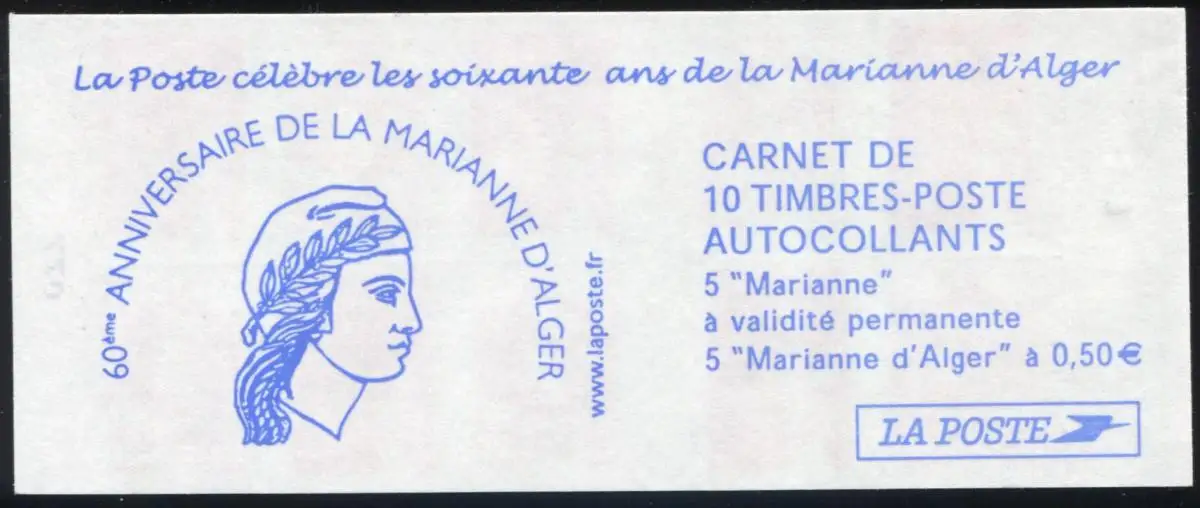 La Poste célèbre les soixante ans de la Marianne d'Alger
60ème ANNIVERSAIRE DE LA MARIANNE D'ALGER
www.laposte.fr
CARNET DE
10 TIMBRES-POSTE
AUTOCOLLANTS
5 "Marianne"
à validité permanente
5 "Marianne d'Alger" à 0,50€
LA POSTE